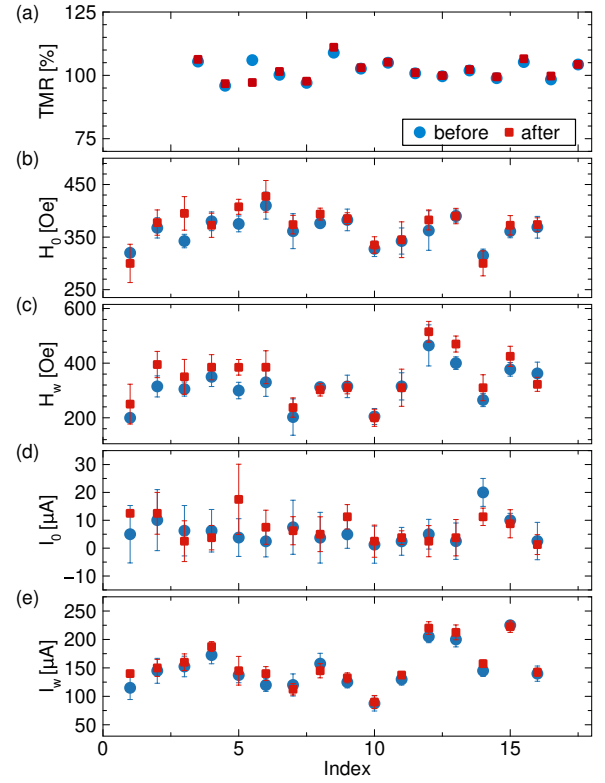 (a)
125
100
75
TMR [%]
before after
(b)
450
350
250
H0 [Oe]
(c)
600
400
200
Hw [Oe]
(d)
40
30
20
10
0
−10
I0 [µA]
(e)
250
200
150
100
50
Iw [µA]
0 5 10 15
Index